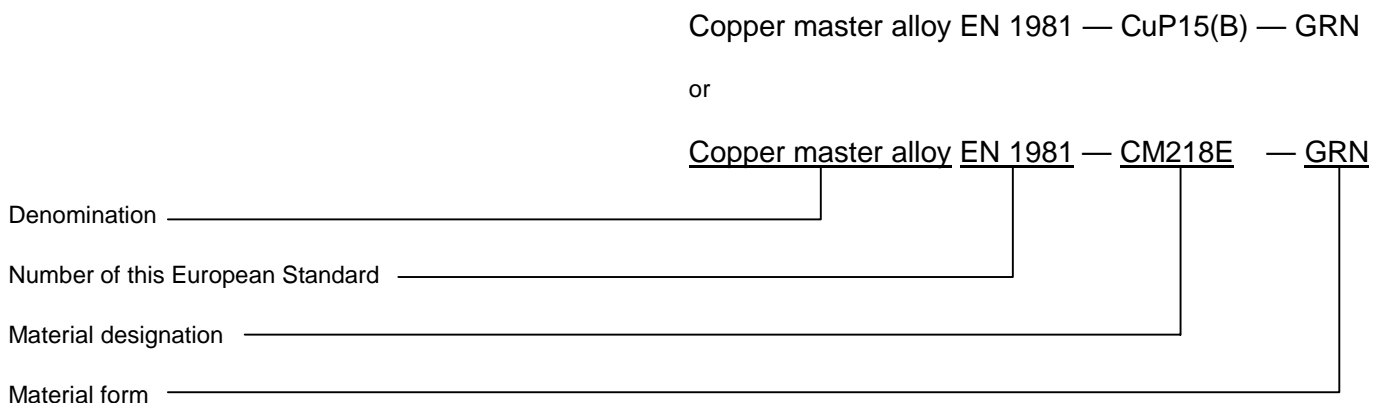 Copper master alloy EN 1981 — CuP15(B) — GRN
or
Copper master alloy EN 1981 — CM218E — GRN
Denomination
Number of this European Standard
Material designation
Material form